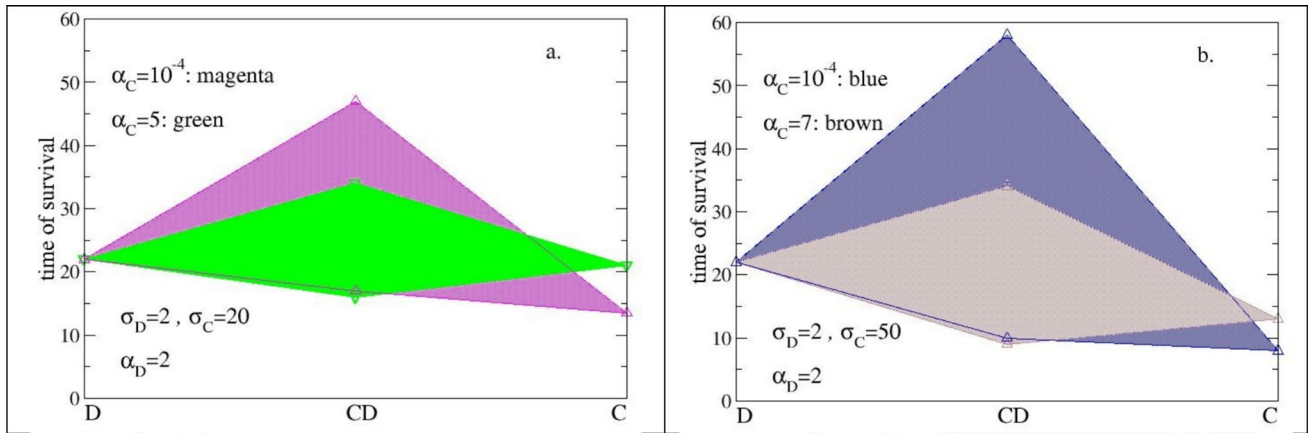 60
50
40
30
20
10
0
time of survival
a.
α_C=10^-4: magenta
α_C=5: green
σ_D=2 , σ_C=20
α_D=2
D CD C
60
50
40
30
20
10
0
time of survival
b.
α_C=10^-4: blue
α_C=7: brown
σ_D=2 , σ_C=50
α_D=2
D CD C